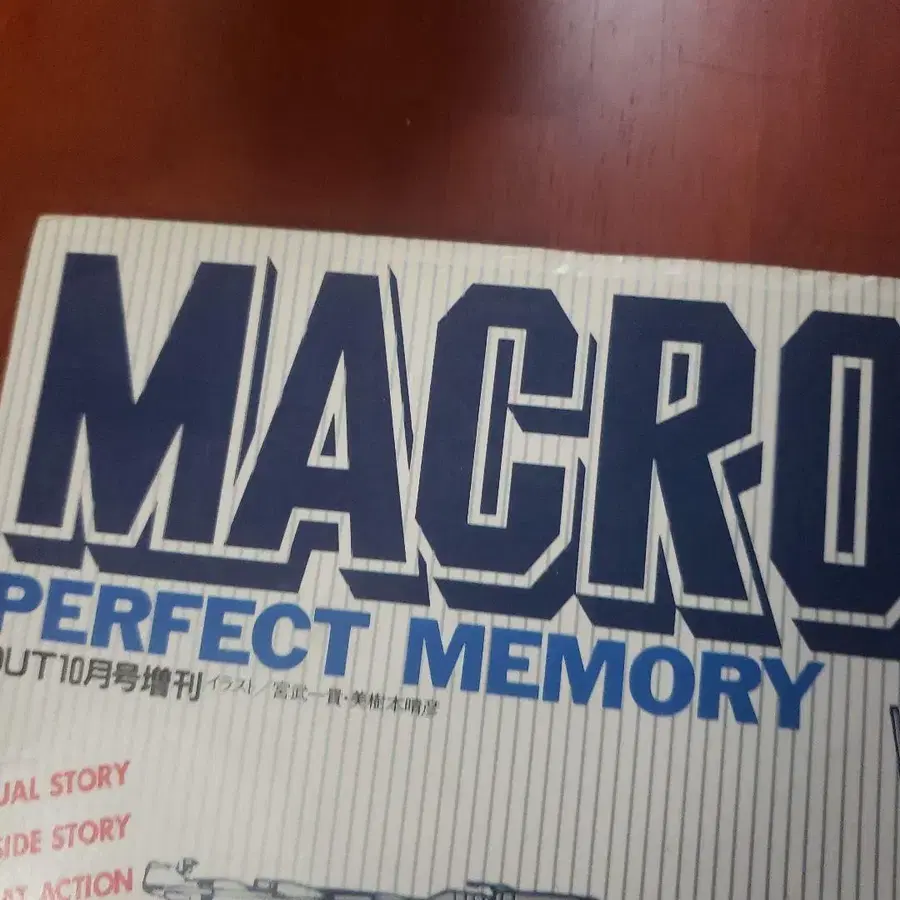 MACRO
PERFECT MEMORY
OUT10月号増刊 イラスト/宮武一貴・美樹本晴彦
UAL STORY
SIDE STORY
AT ACTION